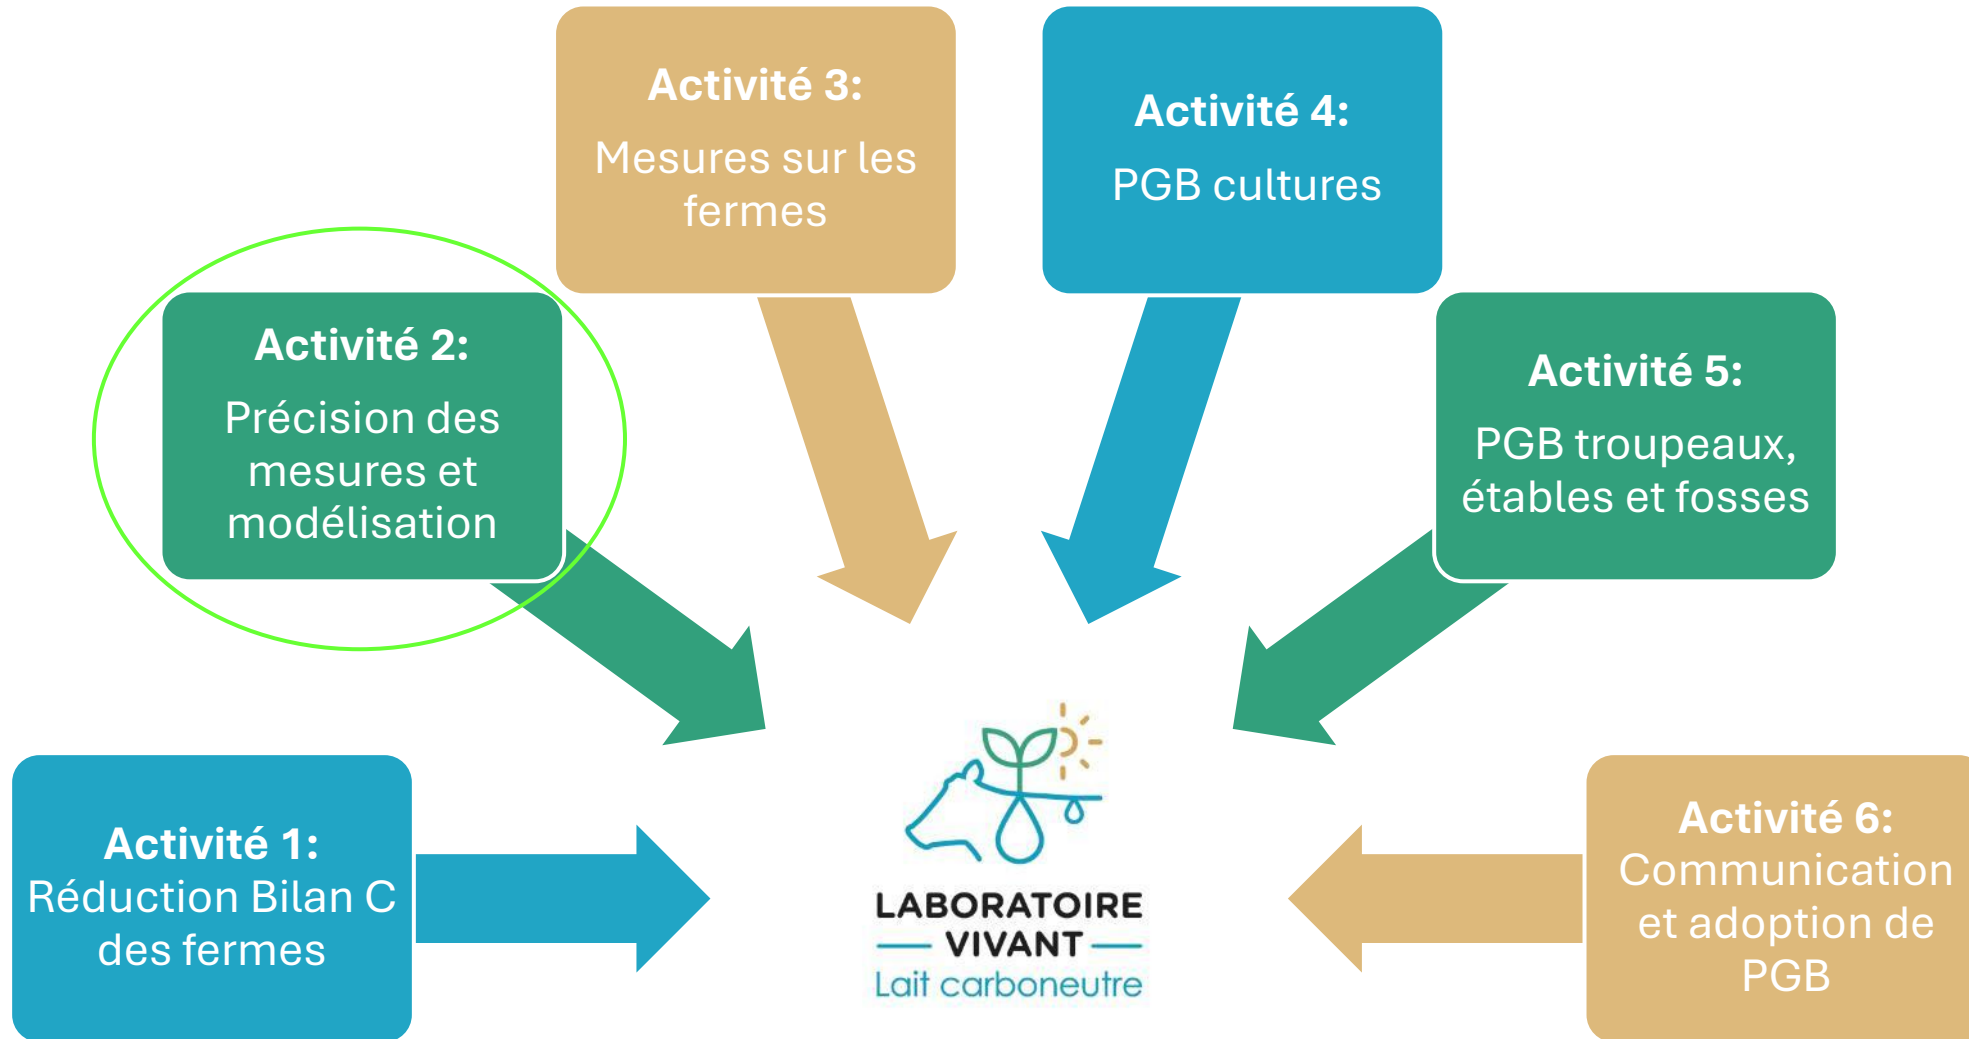 Activité 3:
Mesures sur les
fermes
Activité 4:
PGB cultures
Activité 2:
Précision des
mesures et
modélisation
Activité 5:
PGB troupeaux,
étables et fosses
Activité 1:
Réduction Bilan C
des fermes
LABORATOIRE
VIVANT
Lait carboneutre
Activité 6:
Communication
et adoption de
PGB